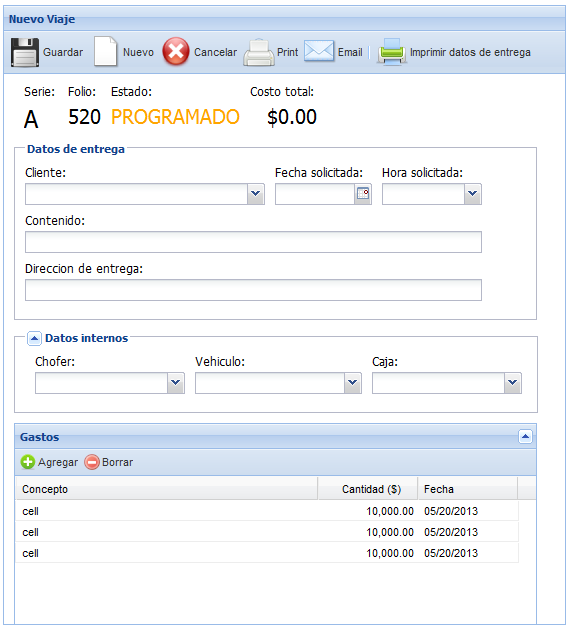 Nuevo Viaje
Guardar Nuevo Cancelar Print Email Imprimir datos de entrega
Serie: Folio: Estado: Costo total:
A 520 PROGRAMADO $0.00
Datos de entrega
Cliente: Fecha solicitada: Hora solicitada:
Contenido:
Direccion de entrega:
Datos internos
Chofer: Vehiculo: Caja:
Gastos
Agregar Borrar
Concepto Cantidad ($) Fecha
cell 10,000.00 05/20/2013
cell 10,000.00 05/20/2013
cell 10,000.00 05/20/2013